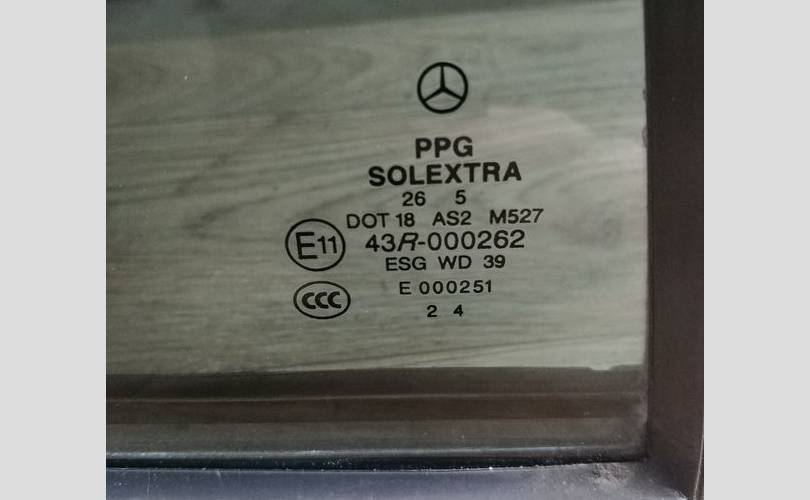 PPG
SOLEXTRA
26 5
DOT 18 AS2 M527
E11 43R-000262
ESG WD 39
CCC E 000251
2 4